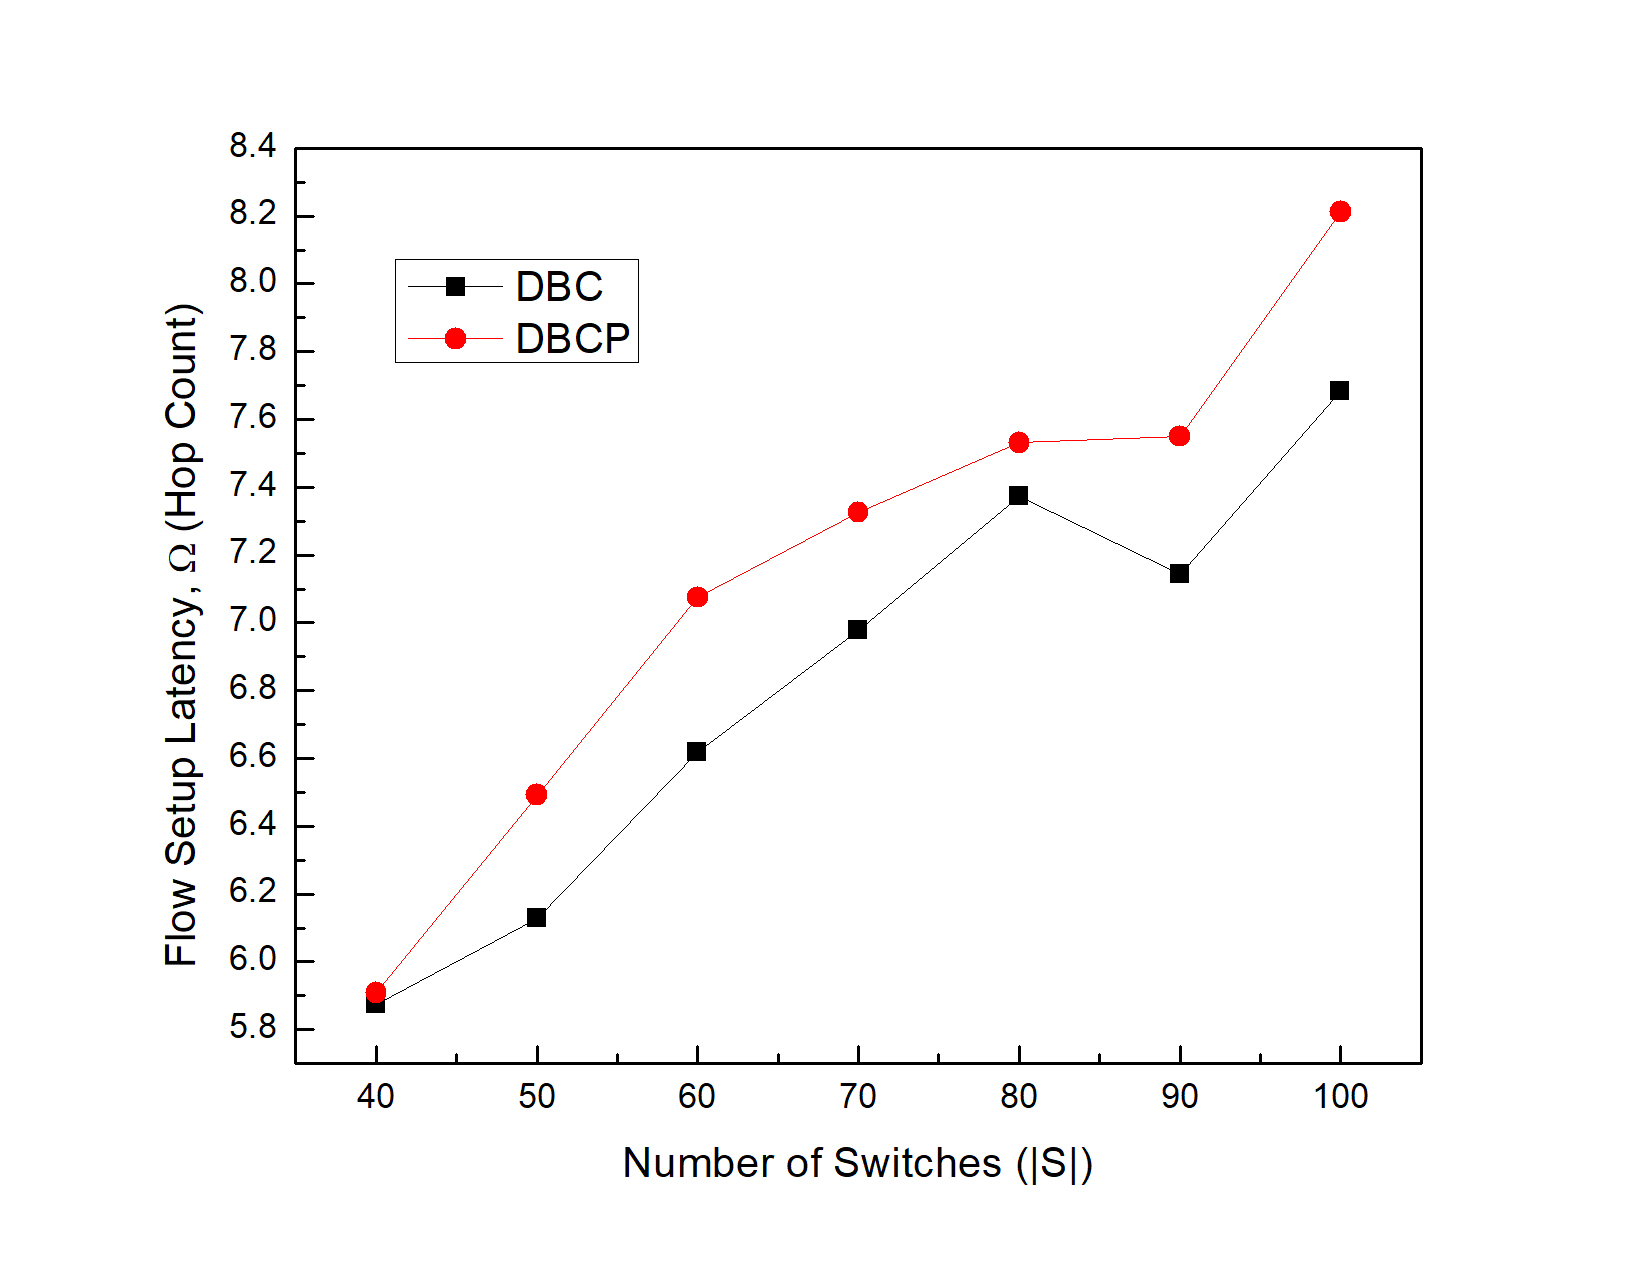 8.4
8.2
8.0
7.8
7.6
7.4
7.2
7.0
6.8
6.6
6.4
6.2
6.0
5.8
Flow Setup Latency, Ω (Hop Count)
DBC
DBCP
40 50 60 70 80 90 100
Number of Switches (|S|)